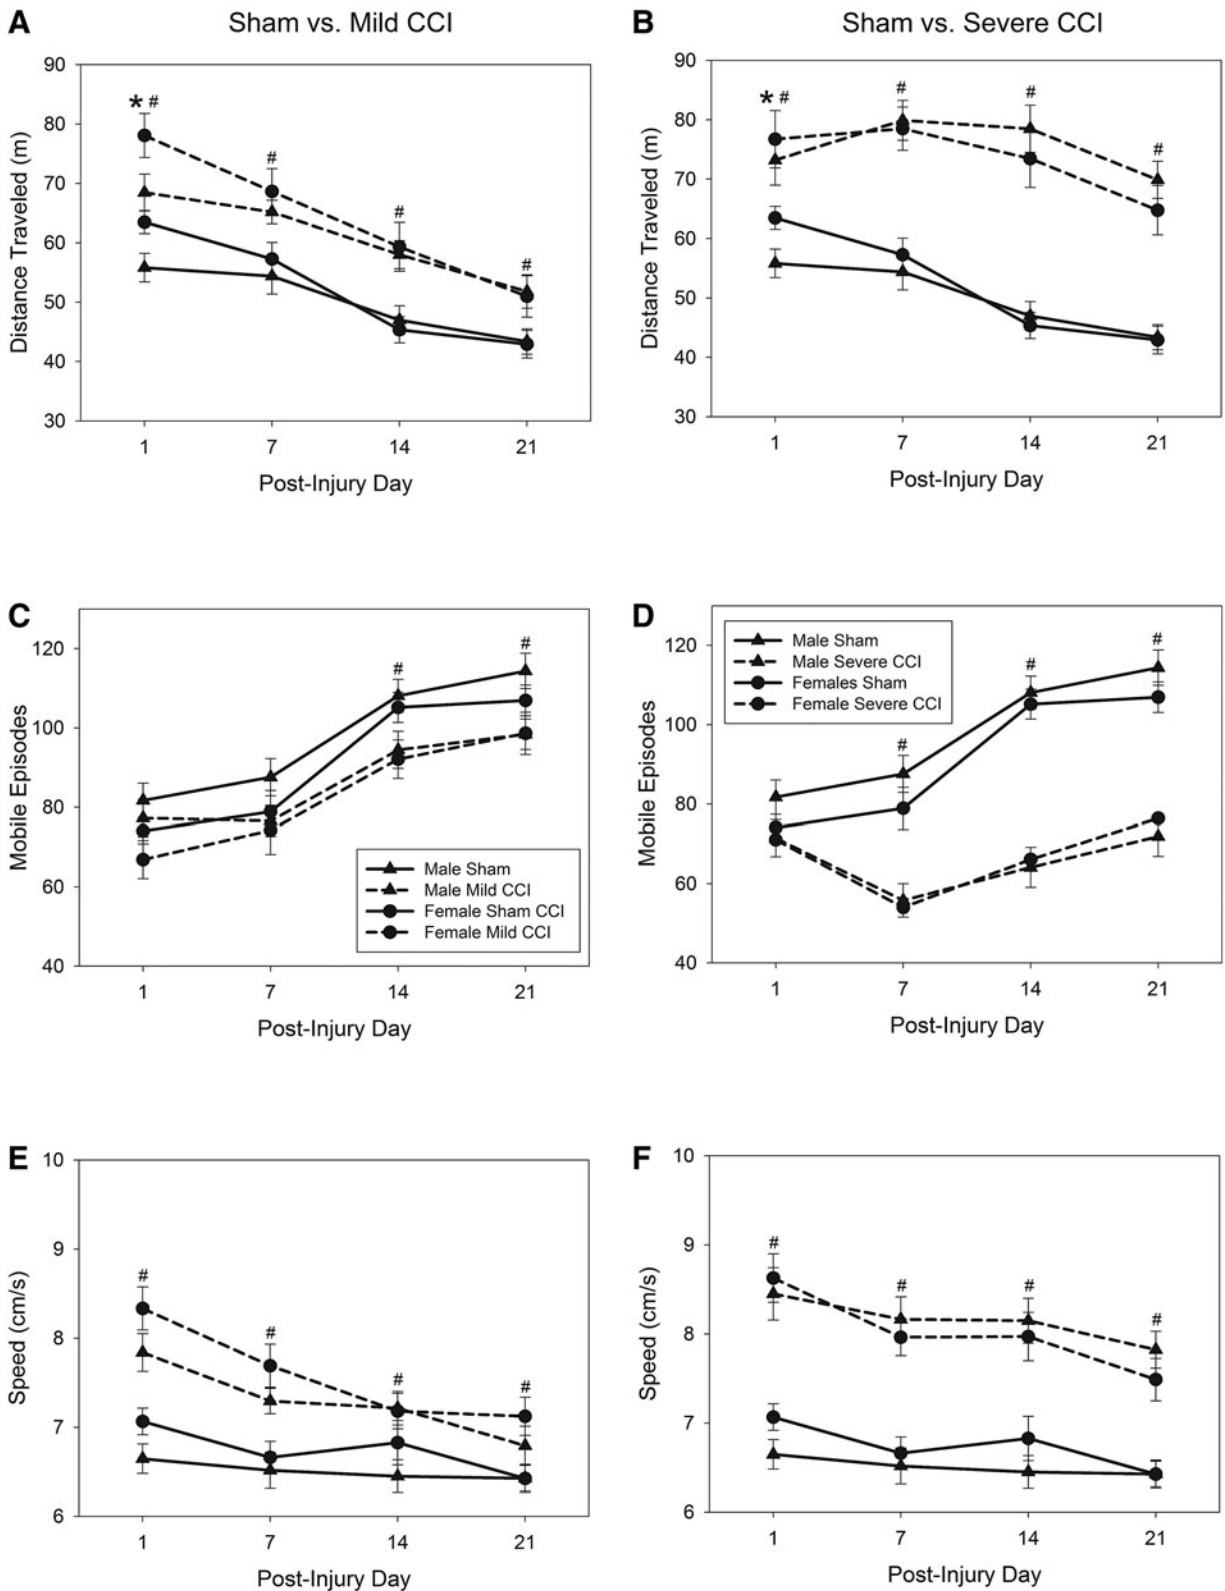 A Sham vs. Mild CCI
Distance Traveled (m)
90
80
70
60
50
40
30
* #
#
#
#
1 7 14 21
Post-Injury Day
B Sham vs. Severe CCI
Distance Traveled (m)
90
80
70
60
50
40
30
* #
#
#
#
1 7 14 21
Post-Injury Day
C
Mobile Episodes
120
100
80
60
40
#
#
Male Sham
Male Mild CCI
Female Sham CCI
Female Mild CCI
1 7 14 21
Post-Injury Day
D
Mobile Episodes
120
100
80
60
40
Male Sham
Male Severe CCI
Females Sham
Female Severe CCI
#
#
#
1 7 14 21
Post-Injury Day
E
Speed (cm/s)
10
9
8
7
6
#
#
#
#
1 7 14 21
Post-Injury Day
F
Speed (cm/s)
10
9
8
7
6
#
#
#
#
1 7 14 21
Post-Injury Day